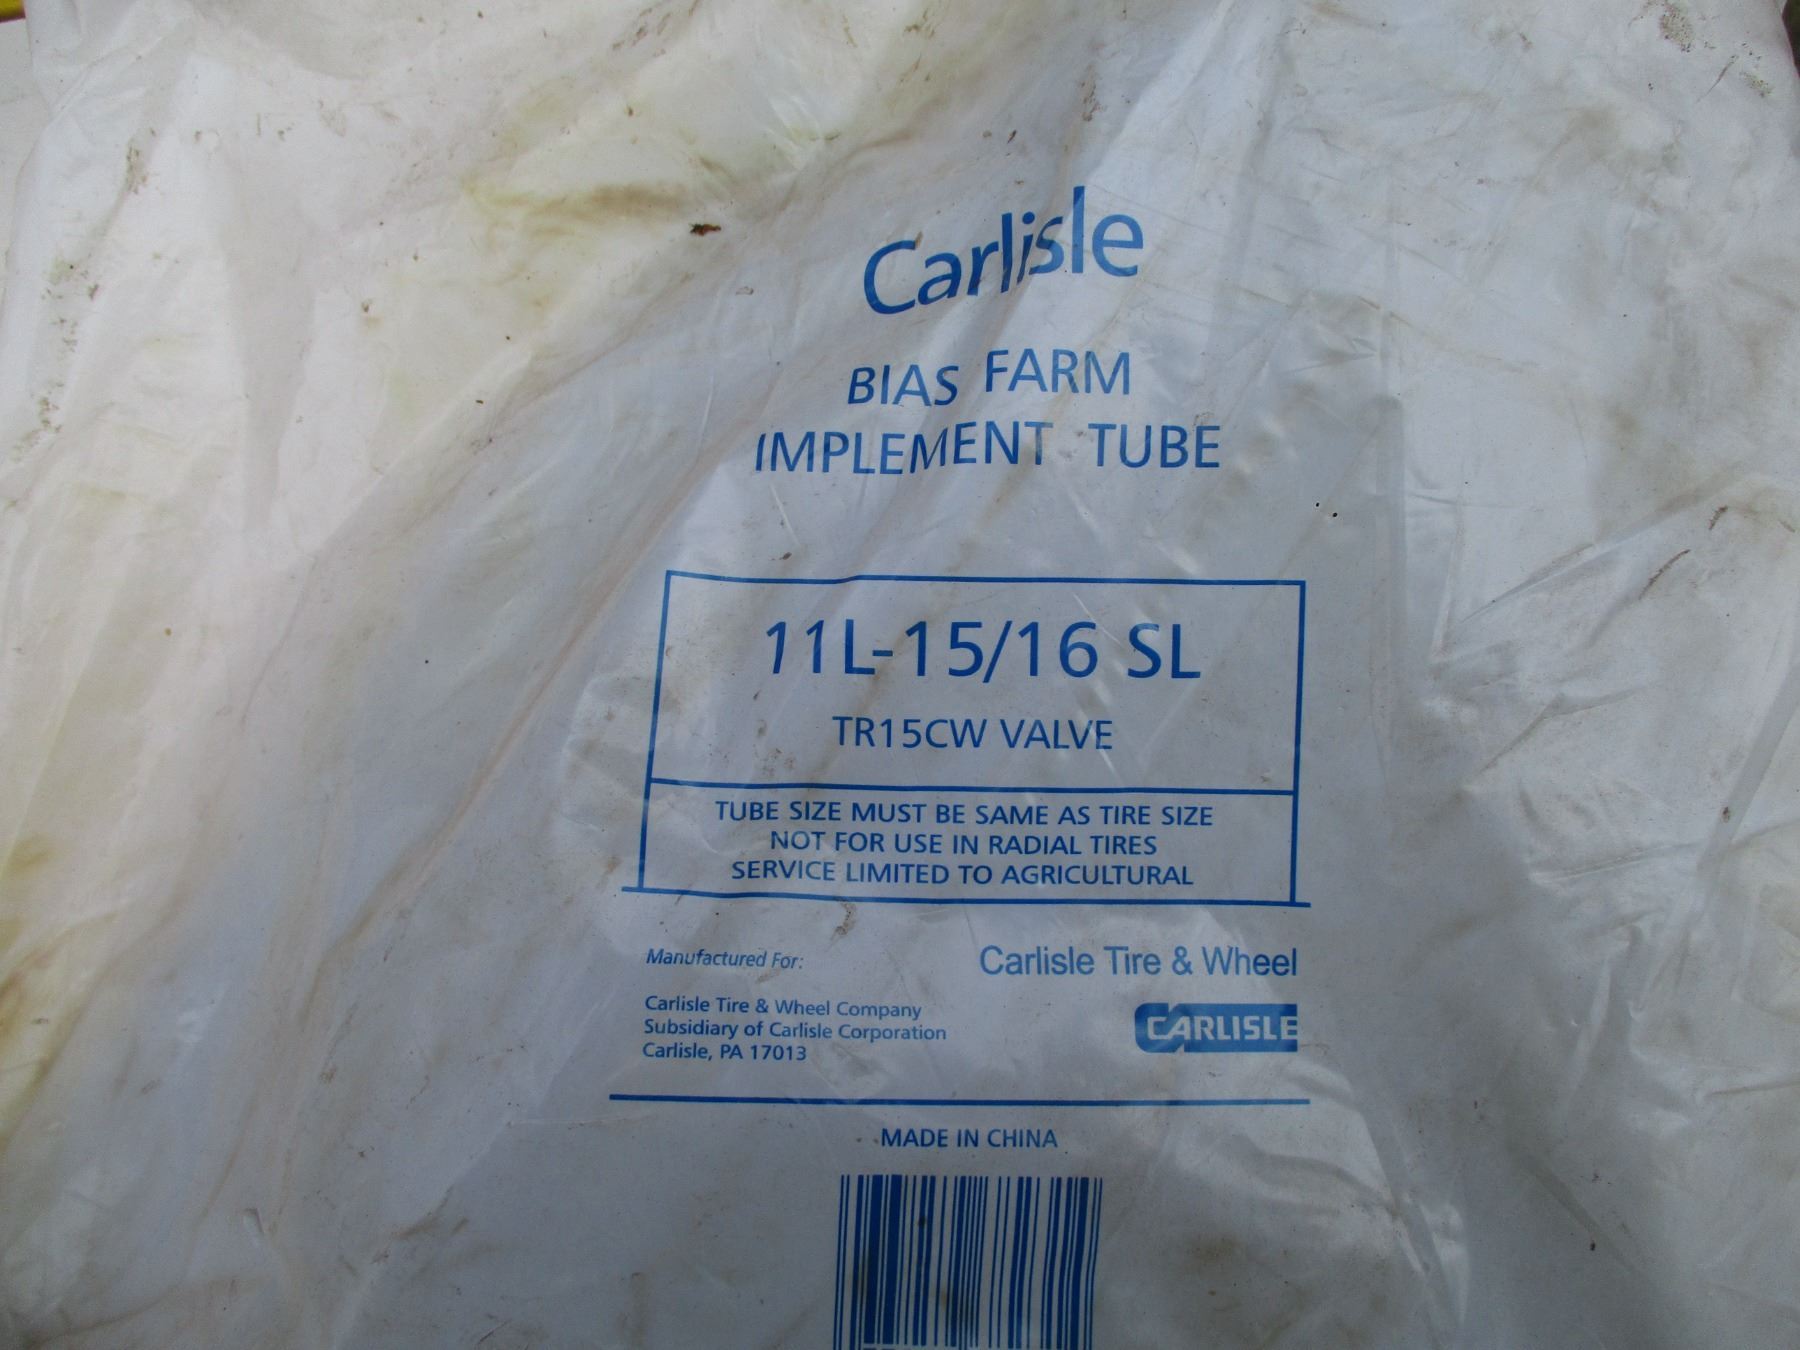 Carlisle
BIAS FARM
IMPLEMENT TUBE
11L-15/16 SL
TR15CW VALVE
TUBE SIZE MUST BE SAME AS TIRE SIZE
NOT FOR USE IN RADIAL TIRES
SERVICE LIMITED TO AGRICULTURAL
Manufactured For:
Carlisle Tire & Wheel
Carlisle Tire & Wheel Company
Subsidiary of Carlisle Corporation
Carlisle, PA 17013
CARLISLE
MADE IN CHINA